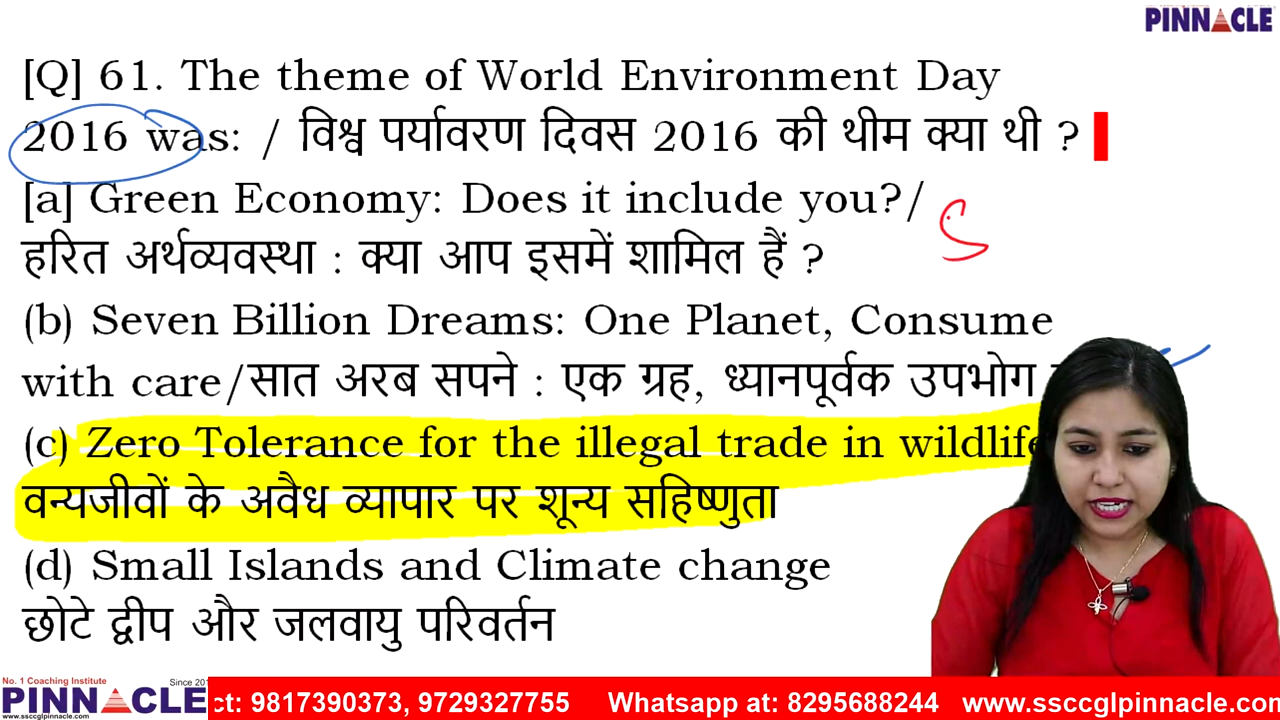 PINNACLE
[Q] 61. The theme of World Environment Day
2016 was: / विश्व पर्यावरण दिवस 2016 की थीम क्या थी ?
[a] Green Economy: Does it include you?/
हरित अर्थव्यवस्था : क्या आप इसमें शामिल हैं ?
(b) Seven Billion Dreams: One Planet, Consume
with care/सात अरब सपने : एक ग्रह, ध्यानपूर्वक उपभोग
(c) Zero Tolerance for the illegal trade in wildlife
वन्यजीवों के अवैध व्यापार पर शून्य सहिष्णुता
(d) Small Islands and Climate change
छोटे द्वीप और जलवायु परिवर्तन
No. 1 Coaching Institute Since 201
PINNACLE
www.ssccglpinnacle.com
ct: 9817390373, 9729327755 Whatsapp at: 8295688244 www.ssccglpinnacle.con